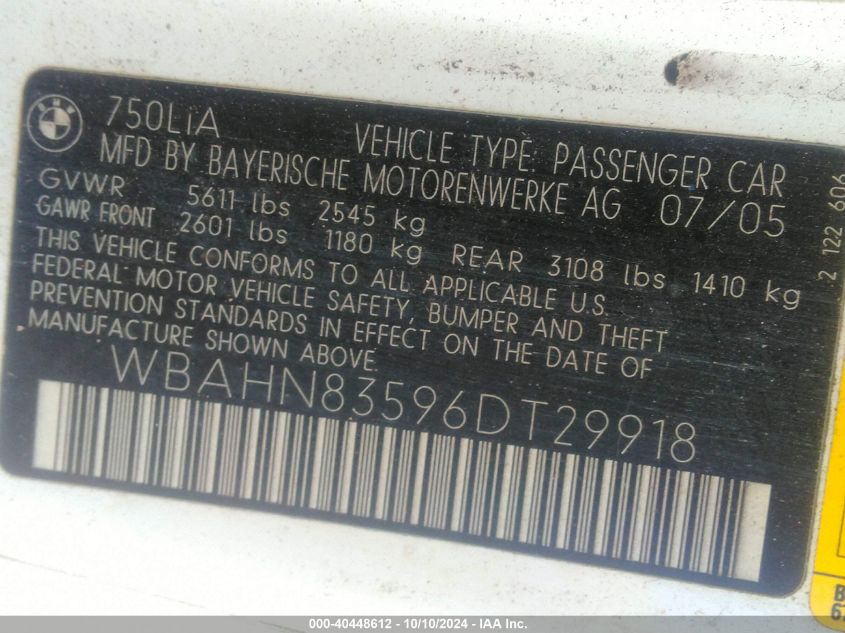 BMW
750LiA VEHICLE TYPE: PASSENGER CAR
MFD BY BAYERISCHE MOTORENWERKE AG 07/05
GVWR 5611 lbs 2545 kg
GAWR FRONT 2601 lbs 1180 kg REAR 3108 lbs 1410 kg
THIS VEHICLE CONFORMS TO ALL APPLICABLE U.S.
FEDERAL MOTOR VEHICLE SAFETY, BUMPER AND THEFT
PREVENTION STANDARDS IN EFFECT ON THE DATE OF
MANUFACTURE SHOWN ABOVE.
WBAHN83596DT29918
2 122 606
000-40448612 - 10/10/2024 - IAA Inc.